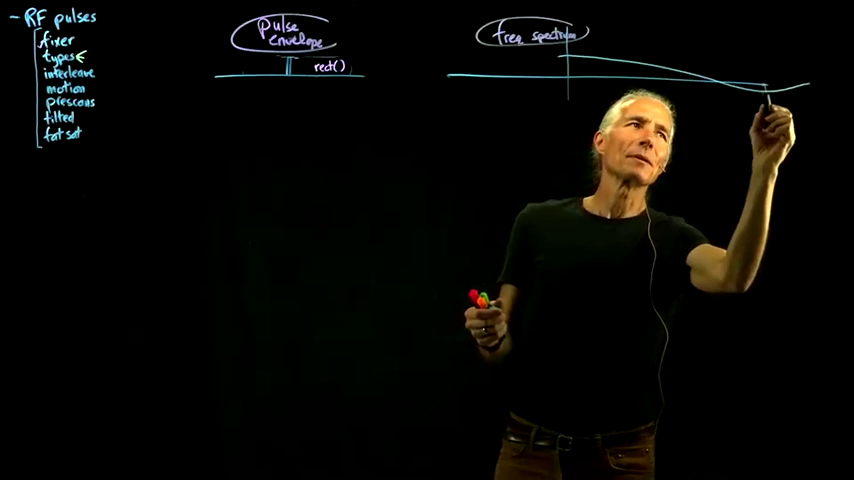 - RF pulses
fixer
types
interleave
motion
prescans
tilted
fat sat
pulse
envelope
rect()
freq spectrum